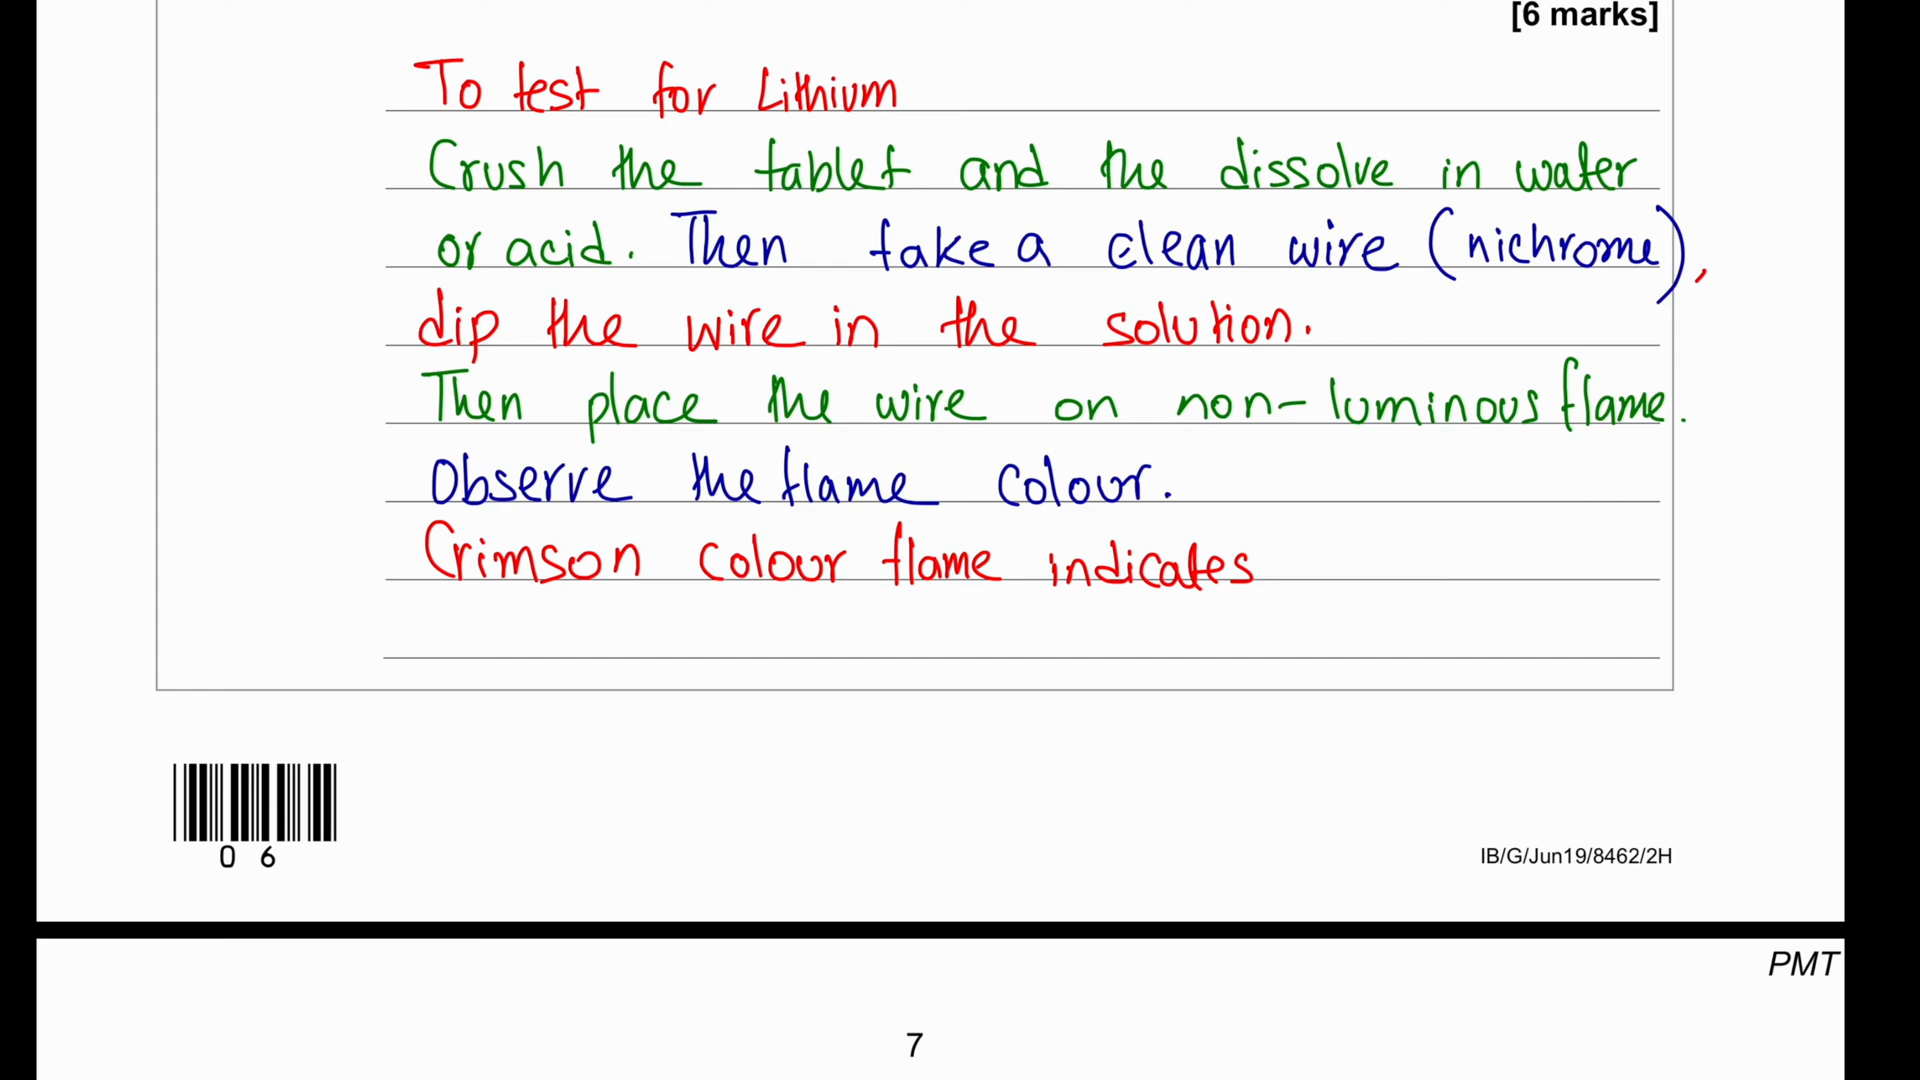 [6 marks]
To test for Lithium
Crush the tablet and the dissolve in water
or acid. Then take a clean wire (nichrome),
dip the wire in the solution.
Then place the wire on non-luminous flame.
Observe the flame colour.
Crimson colour flame indicates
0 6
IB/G/Jun19/8462/2H
PMT
7